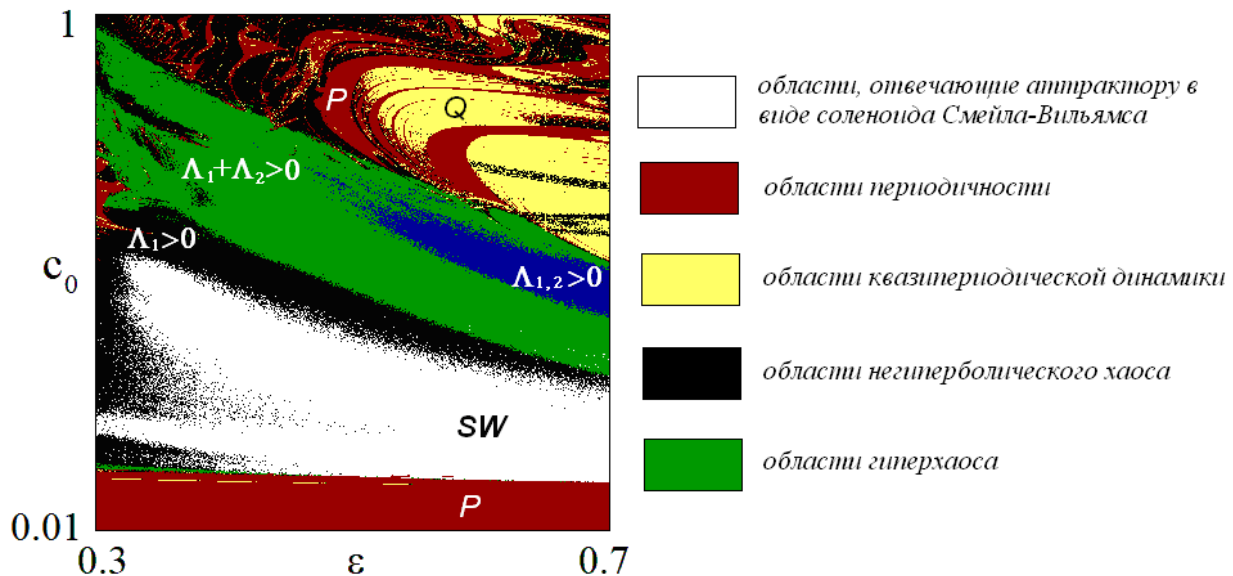 1
c₀
0.01
0.3
ε
0.7
P
Q
Λ₁+Λ₂>0
Λ₁>0
Λ₁,₂>0
SW
P
области, отвечающие аттрактору в
виде соленоида Смейла-Вильямса
области периодичности
области квазипериодической динамики
области негиперболического хаоса
области гиперхаоса